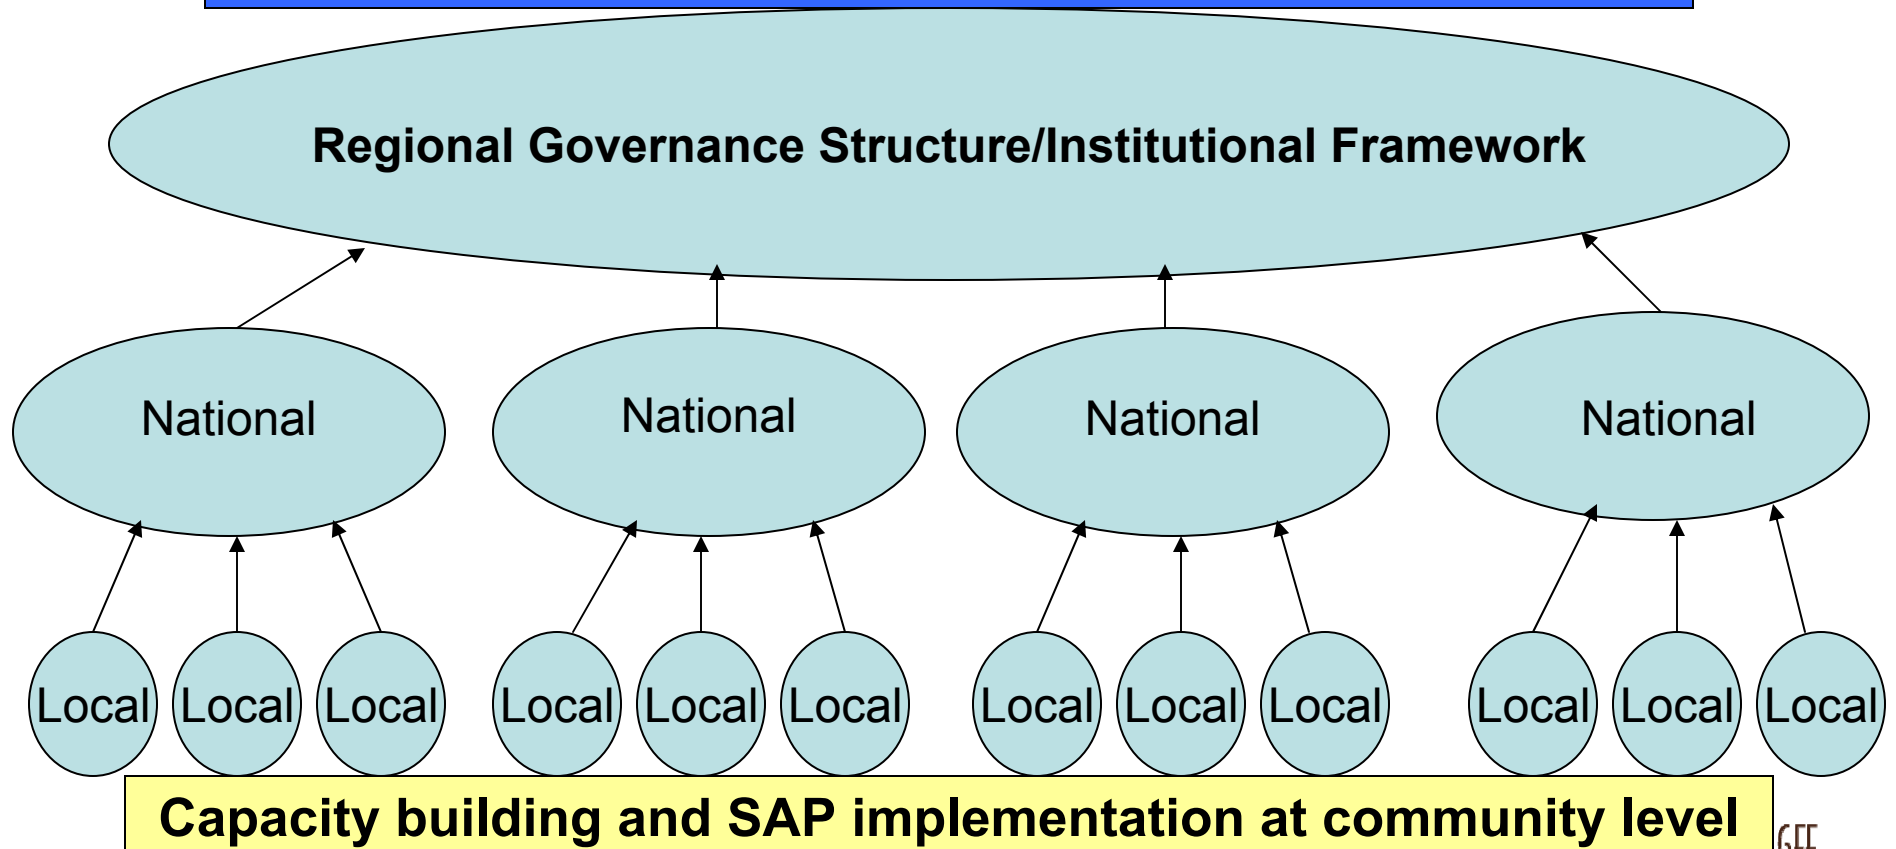 Regional Governance Structure/Institutional Framework
National National National National
Local Local Local Local Local Local Local Local Local Local Local Local
Capacity building and SAP implementation at community level